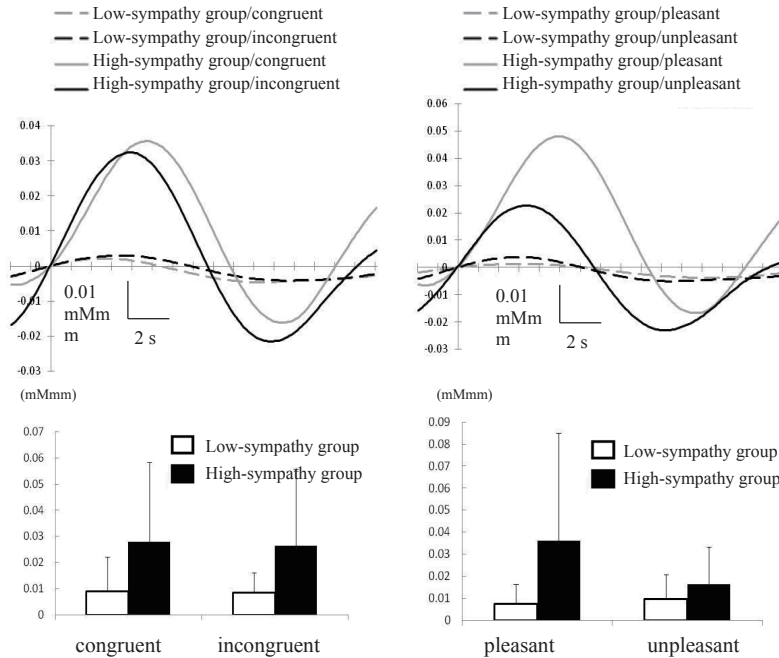 Low-sympathy group/congruent
Low-sympathy group/incongruent
High-sympathy group/congruent
High-sympathy group/incongruent
0.04
0.03
0.02
0.01
0
-0.01
-0.02
-0.03
0.01
mMm
m
2 s
Low-sympathy group/pleasant
Low-sympathy group/unpleasant
High-sympathy group/pleasant
High-sympathy group/unpleasant
0.06
0.05
0.04
0.03
0.02
0.01
0
-0.01
-0.02
-0.03
0.01
mMm
m
2 s
(mMmm)
0.07
0.06
0.05
0.04
0.03
0.02
0.01
0
Low-sympathy group
High-sympathy group
congruent
incongruent
(mMmm)
0.09
0.08
0.07
0.06
0.05
0.04
0.03
0.02
0.01
0
Low-sympathy group
High-sympathy group
pleasant
unpleasant